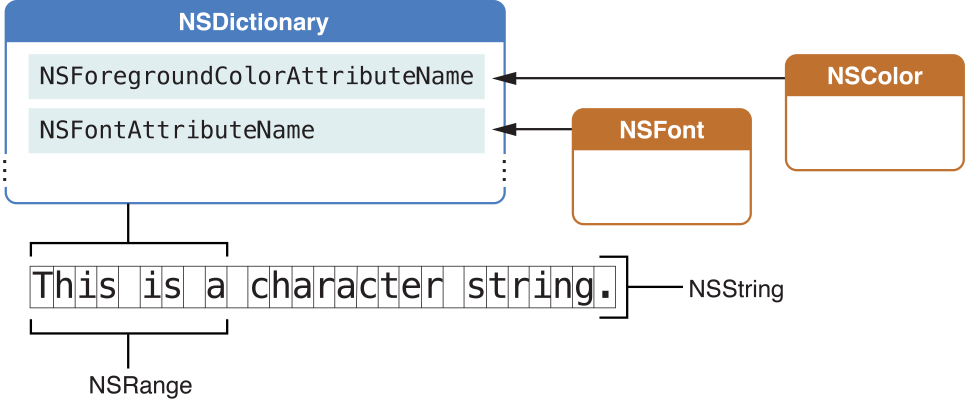 NSDictionary
NSForegroundColorAttributeName
NSColor
NSFontAttributeName
NSFont
This is a character string.
NSString
NSRange